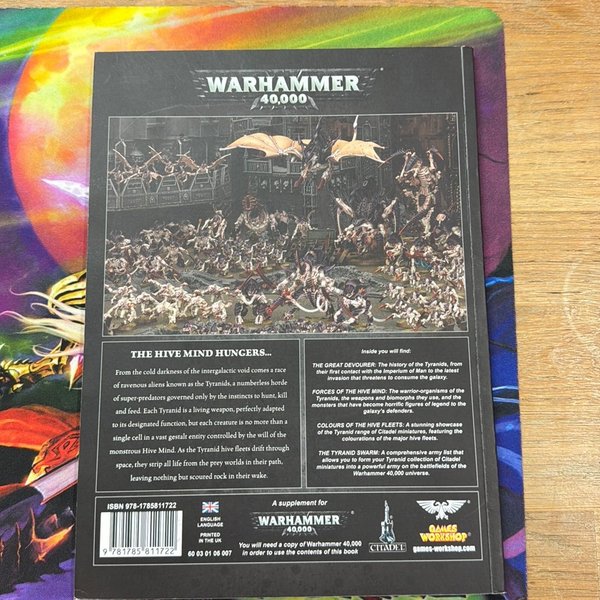 WARHAMMER
40,000
THE HIVE MIND HUNGERS...
From the cold darkness of the intergalactic void comes a race
of ravenous aliens known as the Tyranids, a numberless horde
of super-predators governed only by the instincts to hunt, kill
and feed. Each Tyranid is a living weapon, perfectly adapted
to its designated function, but each creature is no more than a
single cell in a vast gestalt entity controlled by the will of the
monstrous Hive Mind. As the Tyranid hive fleets drift through
space, they strip all life from the prey worlds in their path,
leaving nothing but scoured rock in their wake.
Inside you will find:
THE GREAT DEVOURER: The history of the Tyranids, from
their first contact with the Imperium of Man to the latest
invasion that threatens to consume the galaxy.
FORCES OF THE HIVE MIND: The warrior-organisms of the
Tyranids, the weapons and biomorphs they use, and the
monsters that have become horrific figures of legend to the
galaxy's defenders.
COLOURS OF THE HIVE FLEETS: A stunning showcase
of the Tyranid range of Citadel miniatures, featuring the
colourations of the major hive fleets.
THE TYRANID SWARM: A comprehensive army list
that allows you to form your Tyranid collection of Citadel
miniatures into a powerful army on the battlefields of the
Warhammer 40,000 universe.
ISBN 978-1785811722
9 781785 811722
ENGLISH
LANGUAGE
PRINTED
IN THE UK
60 03 01 06 007
A supplement for
WARHAMMER
40,000
You will need a copy of Warhammer 40,000
in order to use the contents of this book
CITADEL
GAMES
WORKSHOP
games-workshop.com